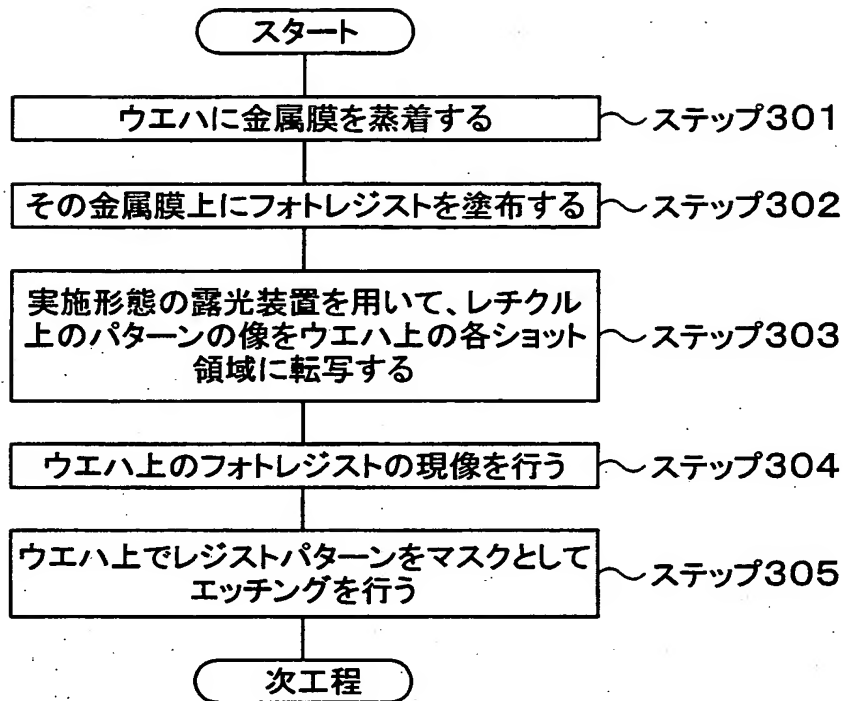 スタート
ウエハに金属膜を蒸着する ステップ301
その金属膜上にフォトレジストを塗布する ステップ302
実施形態の露光装置を用いて、レチクル
上のパターンの像をウエハ上の各ショット ステップ303
領域に転写する
ウエハ上のフォトレジストの現像を行う ステップ304
ウエハ上でレジストパターンをマスクとして ステップ305
エッチングを行う
次工程